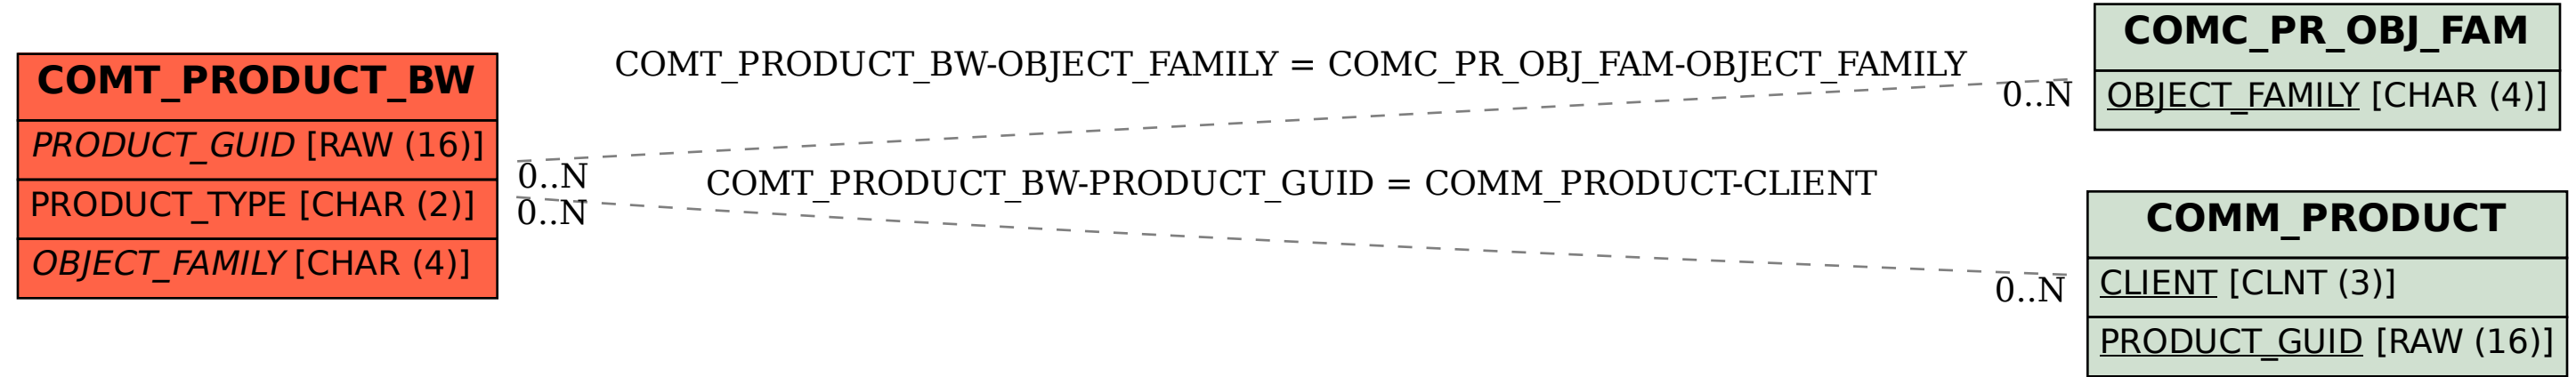 COMT_PRODUCT_BW
PRODUCT_GUID [RAW (16)]
PRODUCT_TYPE [CHAR (2)]
OBJECT_FAMILY [CHAR (4)]
COMT_PRODUCT_BW-OBJECT_FAMILY = COMC_PR_OBJ_FAM-OBJECT_FAMILY
0..N
0..N
COMT_PRODUCT_BW-PRODUCT_GUID = COMM_PRODUCT-CLIENT
0..N
0..N
COMC_PR_OBJ_FAM
OBJECT_FAMILY [CHAR (4)]
COMM_PRODUCT
CLIENT [CLNT (3)]
PRODUCT_GUID [RAW (16)]